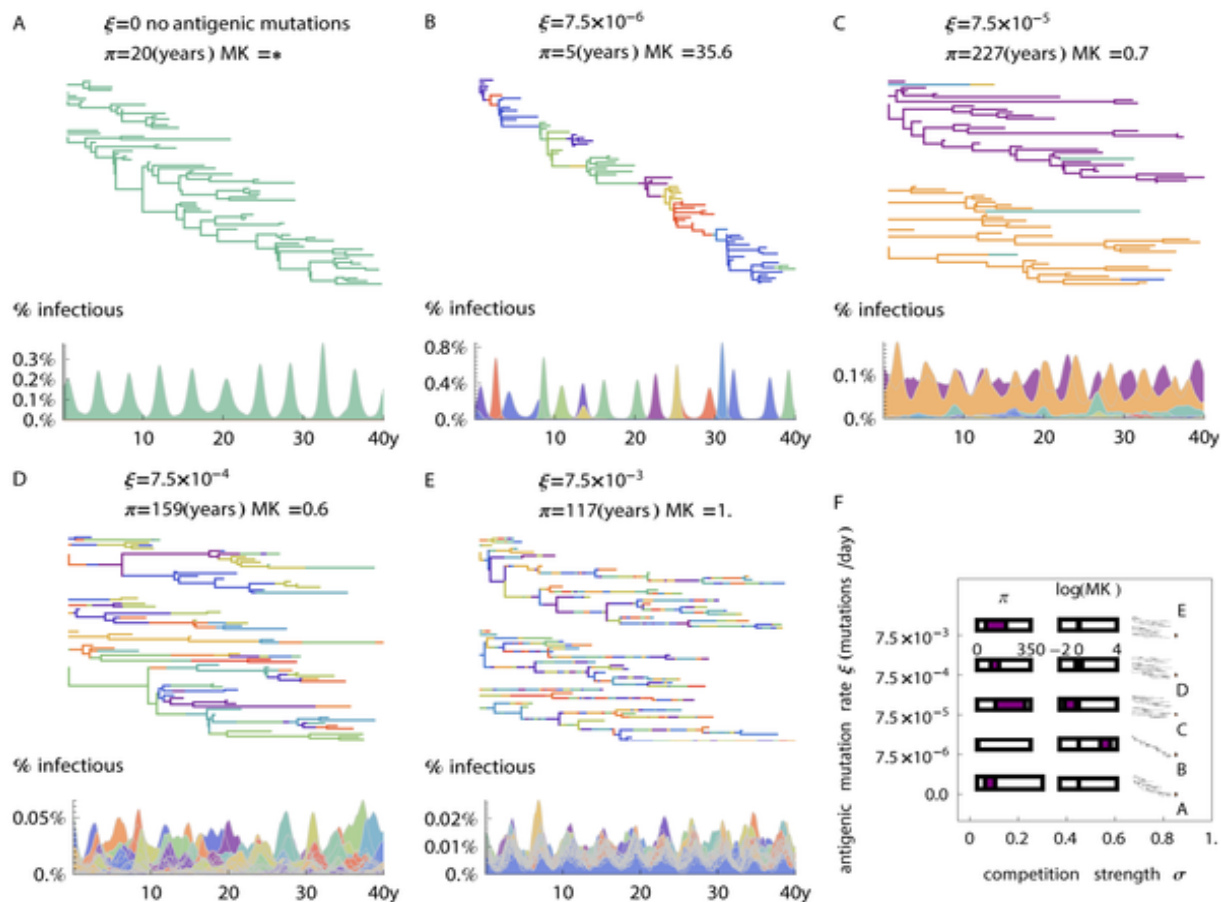 A
ξ=0 no antigenic mutations
π=20(years) MK =*
B
ξ=7.5×10⁻⁶
π=5(years) MK =35.6
C
ξ=7.5×10⁻⁵
π=227(years) MK =0.7
% infectious
0.3%
0.2%
0.1%
0.%
10 20 30 40y
% infectious
0.8%
0.4%
0.%
10 20 30 40y
% infectious
0.1%
0.%
10 20 30 40y
D
ξ=7.5×10⁻⁴
π=159(years) MK =0.6
E
ξ=7.5×10⁻³
π=117(years) MK =1.
% infectious
0.05%
0.%
10 20 30 40y
% infectious
0.02%
0.01%
0.%
10 20 30 40y
F
antigenic mutation rate ξ (mutations /day)
π log(MK )
E
7.5×10⁻³
0 350 −2 0 4
7.5×10⁻⁴
D
7.5×10⁻⁵
C
7.5×10⁻⁶
B
0.0
A
0 0.2 0.4 0.6 0.8 1.
competition strength σ